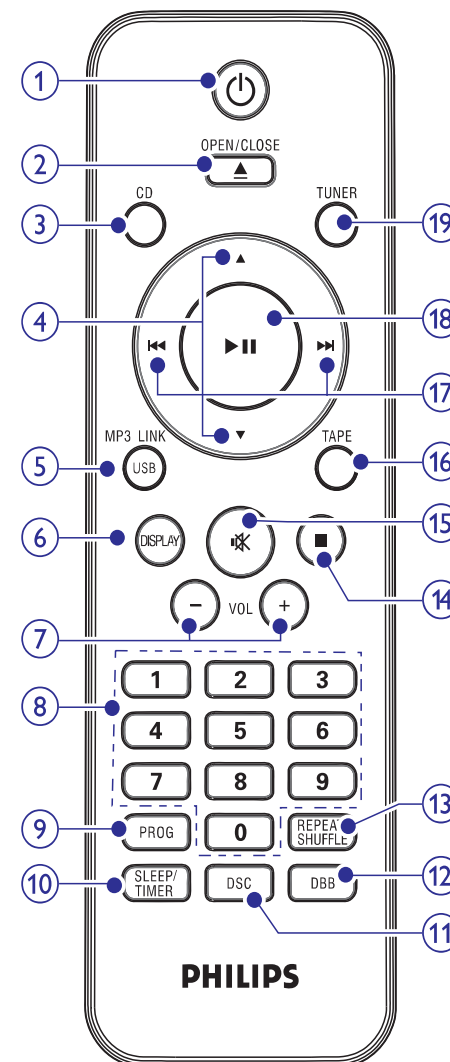 1
OPEN/CLOSE
2
CD
TUNER
3
19
4
18
17
MP3 LINK
TAPE
5
USB
16
6
DISPLAY
15
14
VOL
7
1 2 3
8
4 5 6
7 8 9
13
9
PROG
0
REPEAT
SHUFFLE
10
SLEEP/
TIMER
DSC
DBB
12
11
PHILIPS